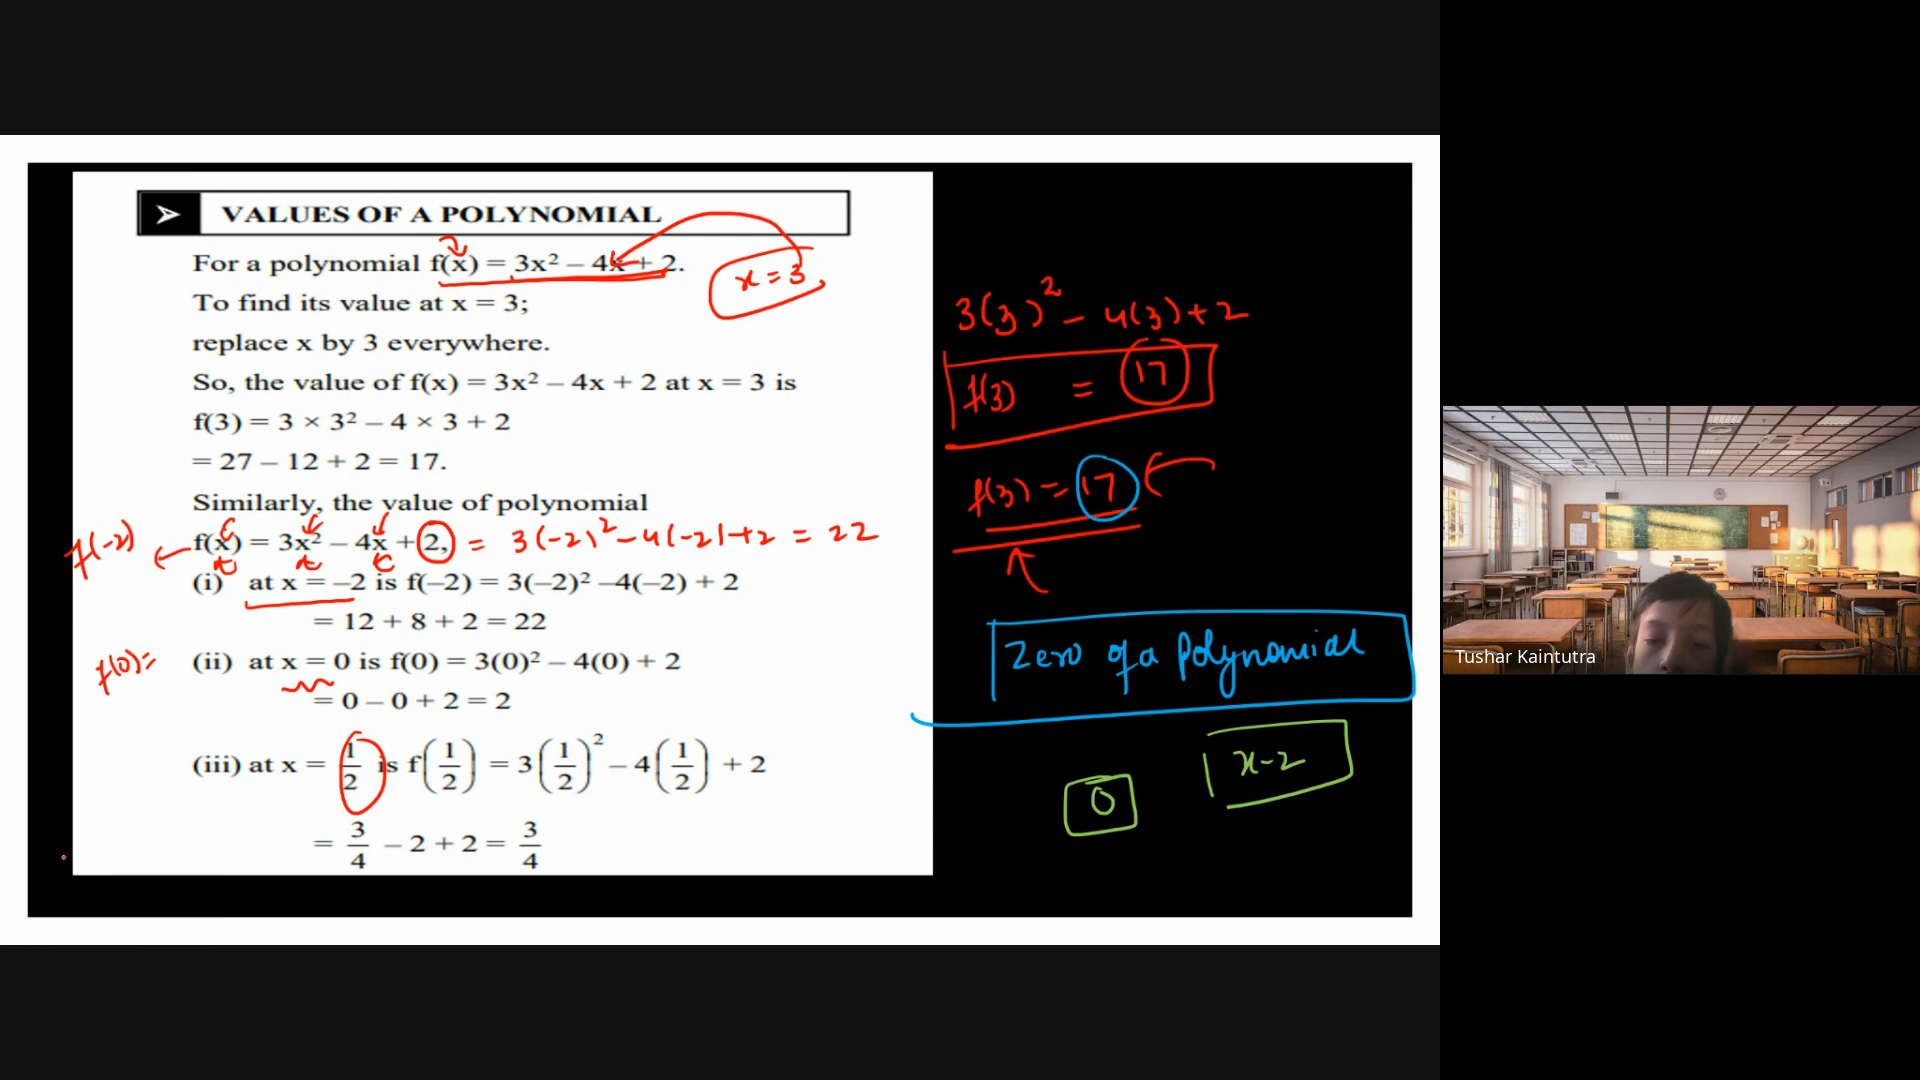 VALUES OF A POLYNOMIAL
For a polynomial f(x) = 3x² – 4x + 2.
x = 3
To find its value at x = 3;
replace x by 3 everywhere.
So, the value of f(x) = 3x² – 4x + 2 at x = 3 is
f(3) = 3 × 3² – 4 × 3 + 2
= 27 – 12 + 2 = 17.
Similarly, the value of polynomial
f(-2) ← f(x) = 3x² – 4x + 2, = 3(-2)² - 4(-2) + 2 = 22
(i) at x = –2 is f(–2) = 3(–2)² –4(–2) + 2
= 12 + 8 + 2 = 22
f(0)= (ii) at x = 0 is f(0) = 3(0)² – 4(0) + 2
= 0 – 0 + 2 = 2
(iii) at x = 1/2 is f(1/2) = 3(1/2)² – 4(1/2) + 2
= 3/4 – 2 + 2 = 3/4
3(3)² - 4(3) + 2
f(3) = 17
f(3) = 17
Zero of a Polynomial
x-2
0
Tushar Kaintutra